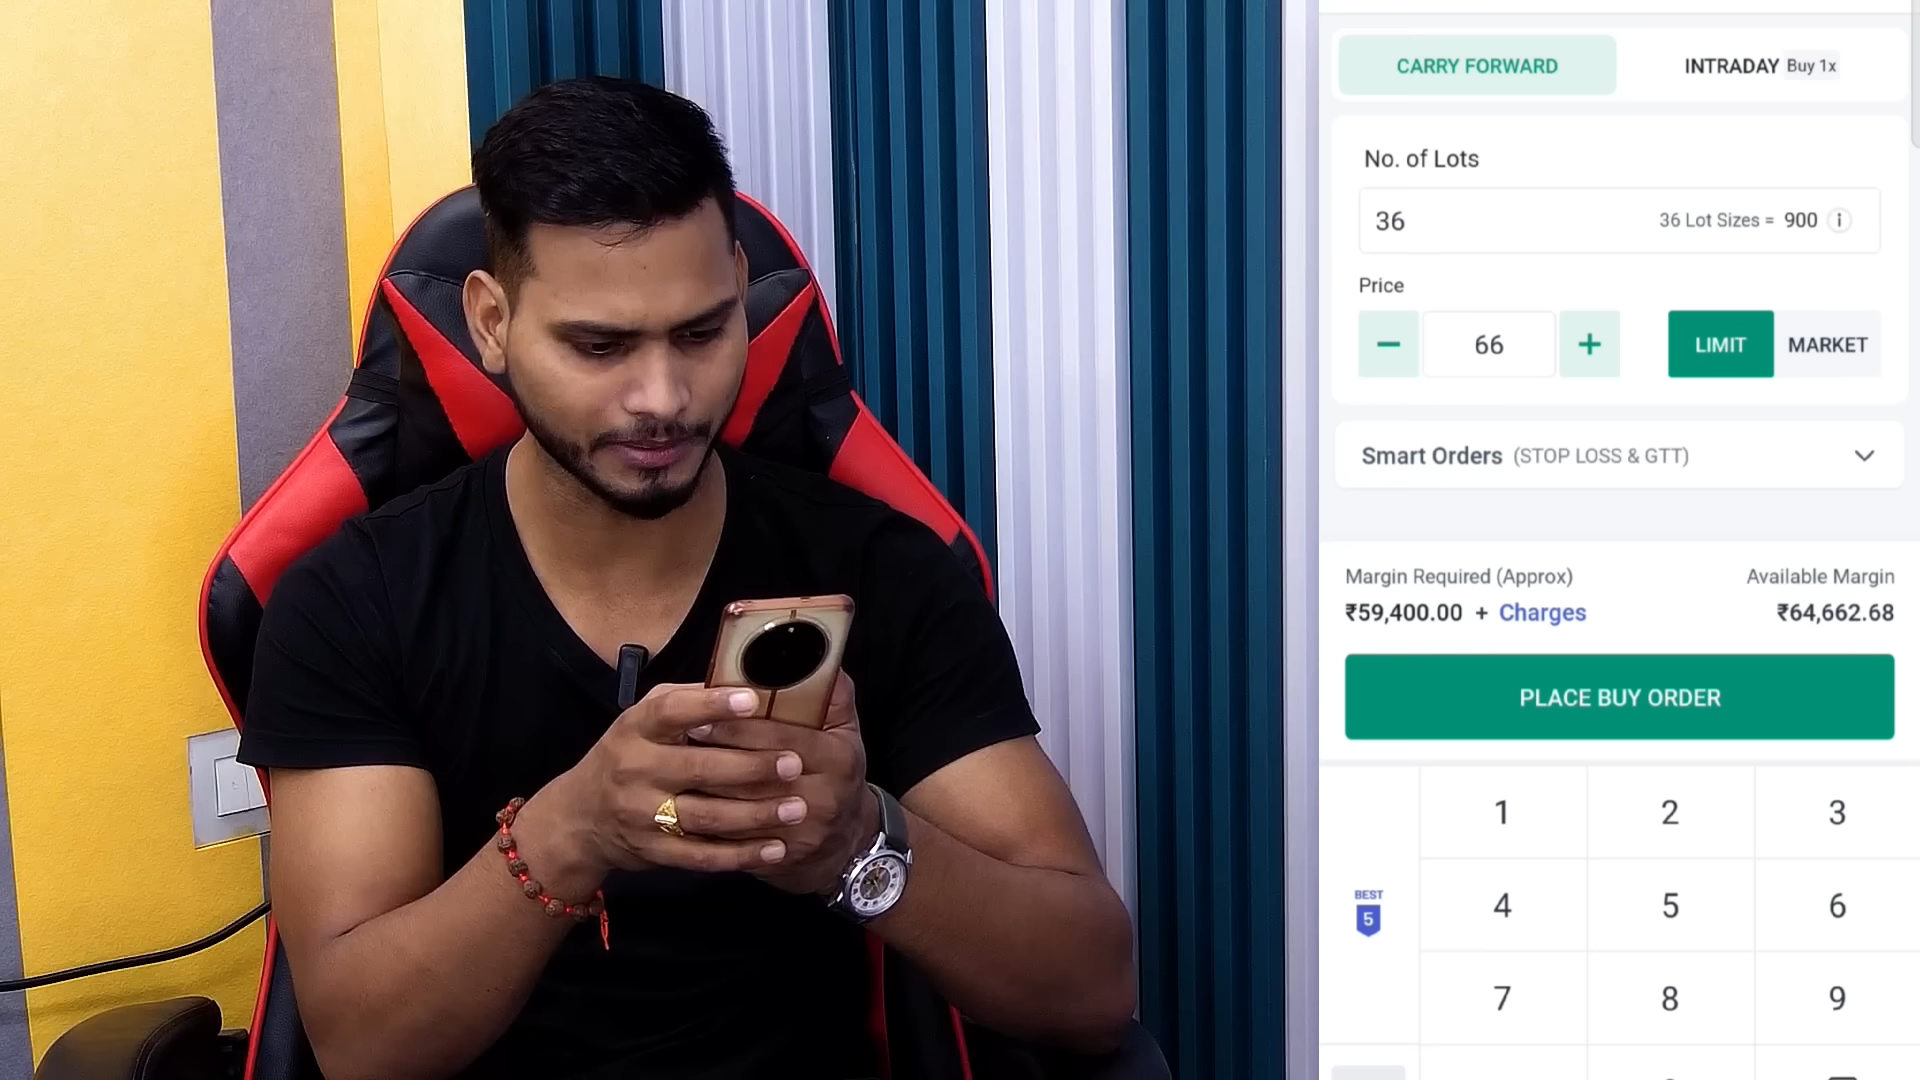 CARRY FORWARD
INTRADAY Buy 1x
No. of Lots
36
36 Lot Sizes = 900 i
Price
− 66 +
LIMIT MARKET
Smart Orders (STOP LOSS & GTT)
Margin Required (Approx)
₹59,400.00 + Charges
Available Margin
₹64,662.68
PLACE BUY ORDER
1 2 3
BEST
5
4 5 6
7 8 9